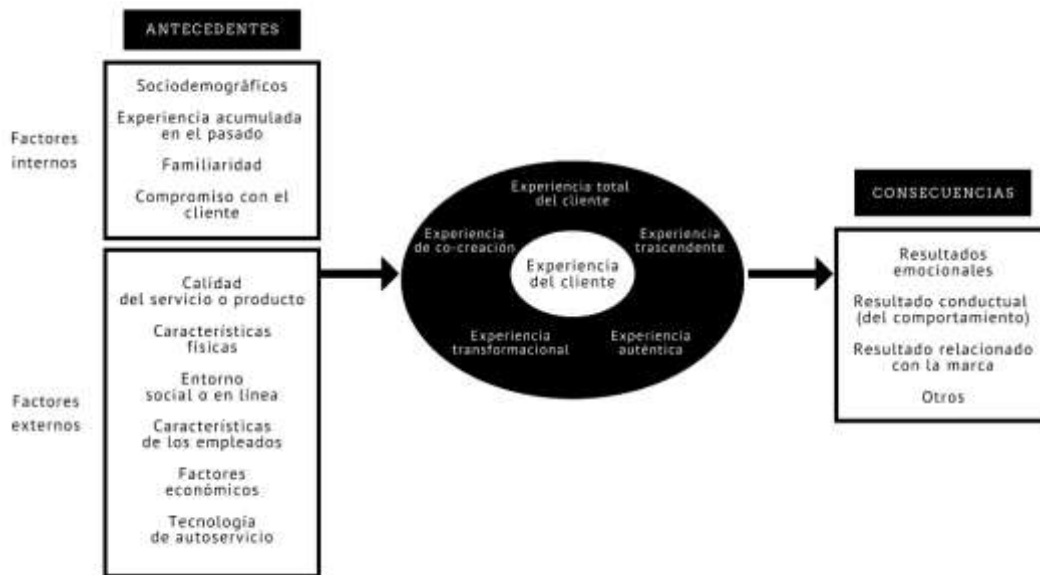 ANTECEDENTES
Factores
internos
Sociodemográficos
Experiencia acumulada
en el pasado
Familiaridad
Compromiso con el
cliente
Factores
externos
Calidad
del servicio o producto
Características
físicas
Entorno
social o en línea
Características
de los empleados
Factores
económicos
Tecnología
de autoservicio
Experiencia total
del cliente
Experiencia
de co-creación
Experiencia
trascendente
Experiencia
del cliente
Experiencia
transformacional
Experiencia
auténtica
CONSECUENCIAS
Resultados
emocionales
Resultado conductual
(del comportamiento)
Resultado relacionado
con la marca
Otros